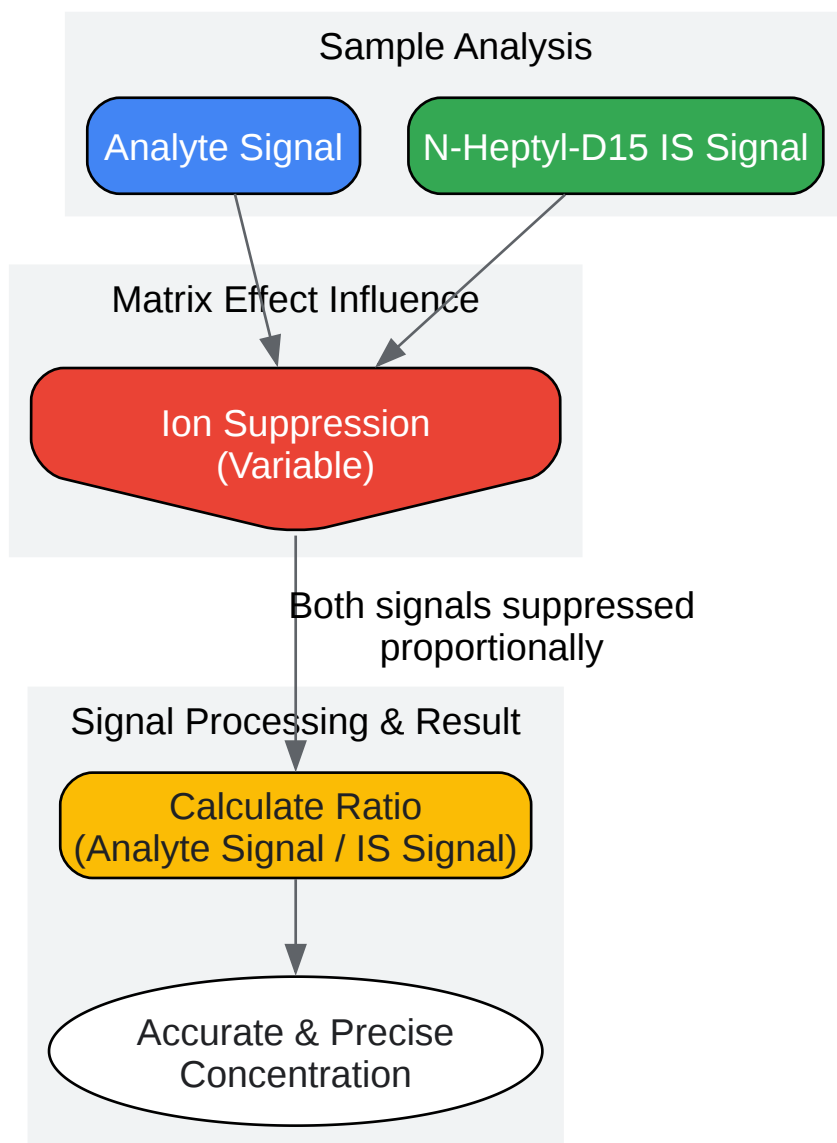 Sample Analysis
Analyte Signal
N-Heptyl-D15 IS Signal
Matrix Effect Influence
Ion Suppression
(Variable)
Both signals suppressed
proportionally
Signal Processing & Result
Calculate Ratio
(Analyte Signal / IS Signal)
Accurate & Precise
Concentration